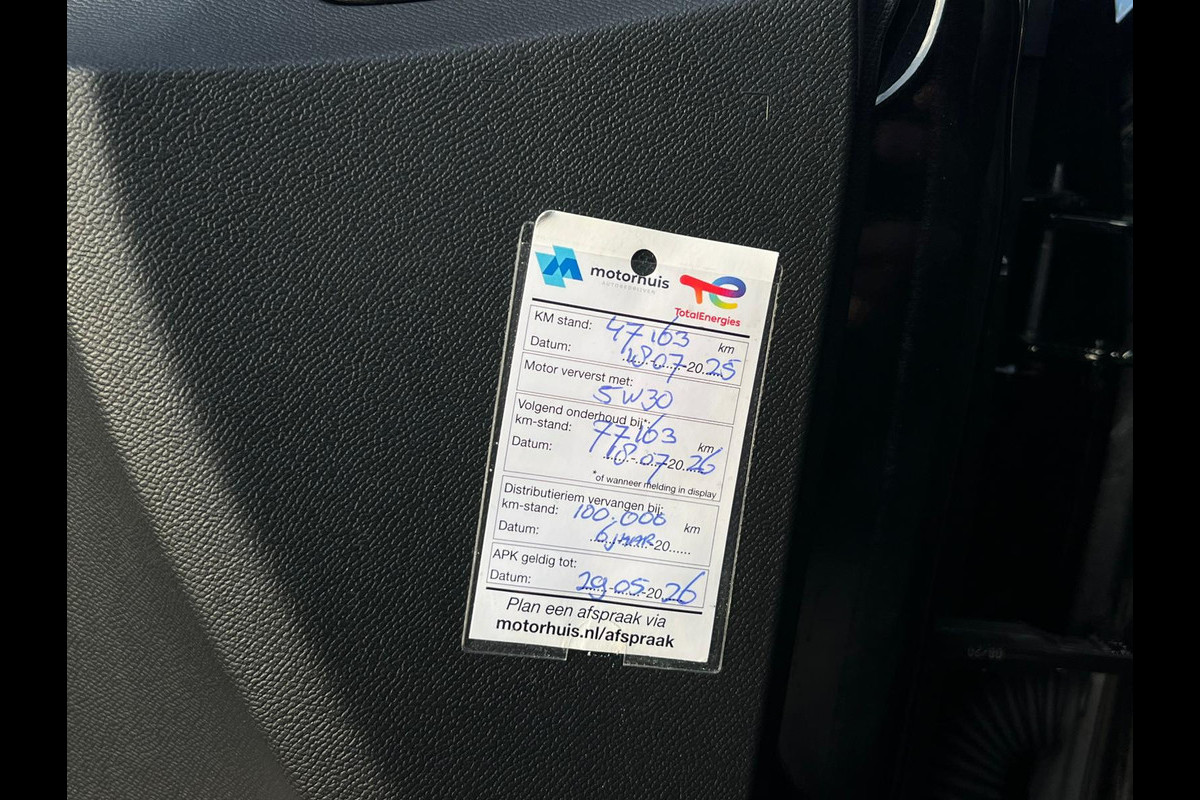 motorhuis
AUTOBEDRIJVEN
TotalEnergies
KM stand: 47.163 km
Datum: 18-07-2025
Motor ververst met:
5W30
Volgend onderhoud bij*:
km-stand: 77.163 km
Datum: 18-07-2026
*of wanneer melding in display
Distributieriem vervangen bij:
km-stand: 100.000 km
Datum: 6 JAAR -20......
APK geldig tot:
Datum: 29-05-2026
Plan een afspraak via
motorhuis.nl/afspraak